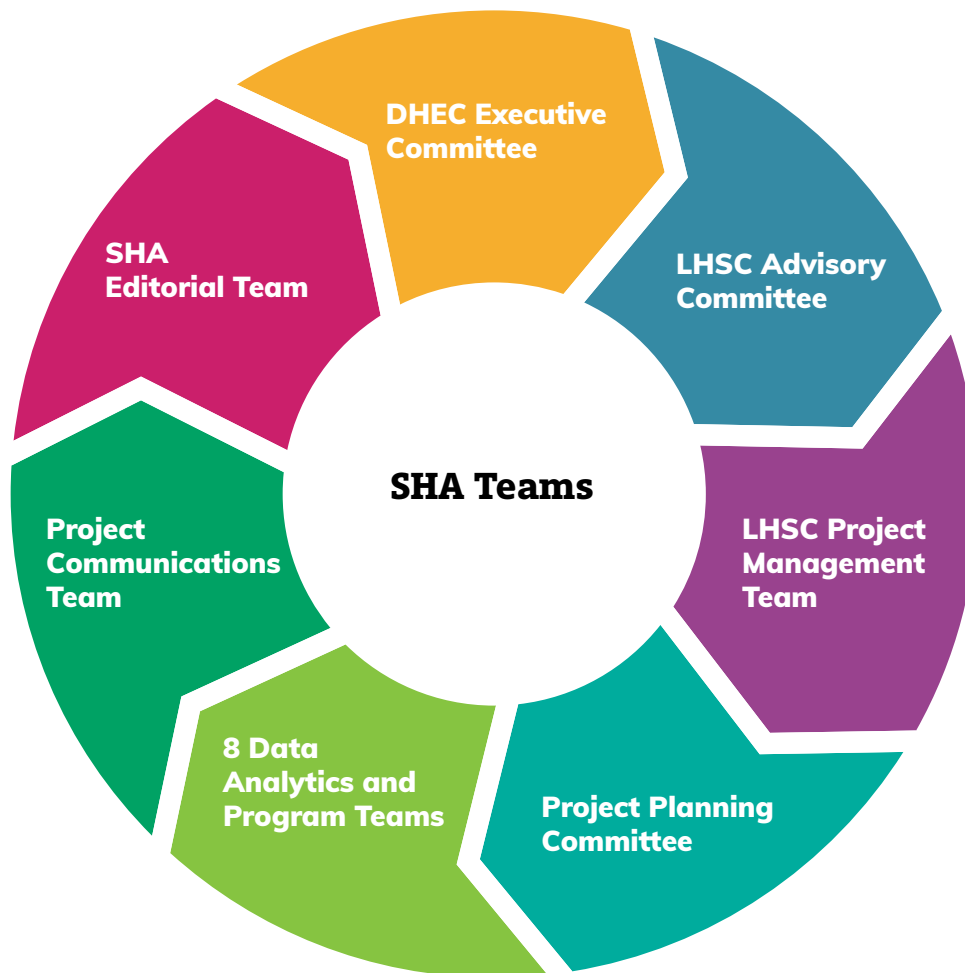 DHEC Executive
Committee
LHSC Advisory
Committee
LHSC Project
Management
Team
Project Planning
Committee
8 Data
Analytics and
Program Teams
Project
Communications
Team
SHA
Editorial Team
SHA Teams